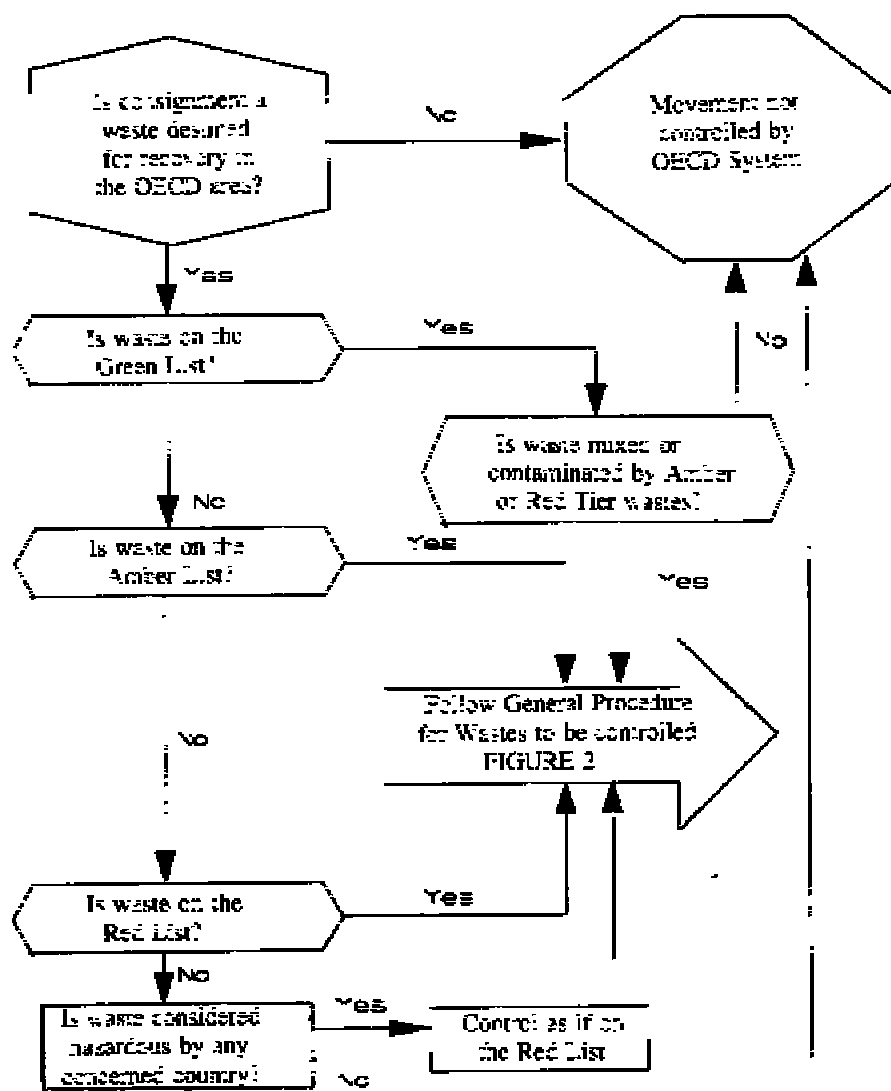 Is consignment a
waste destined
for recovery in
the OECD area?
No
Movement not
controlled by
OECD System
Yes
Is waste on the
Green List?
Yes
No
Is waste mixed or
contaminated by Amber
or Red Tier wastes?
No
Is waste on the
Amber List?
Yes
Yes
Follow General Procedure
for Wastes to be controlled
FIGURE 2
No
Is waste on the
Red List?
Yes
No
Is waste considered
hazardous by any
concerned country?
Yes
No
Control as if on
the Red List